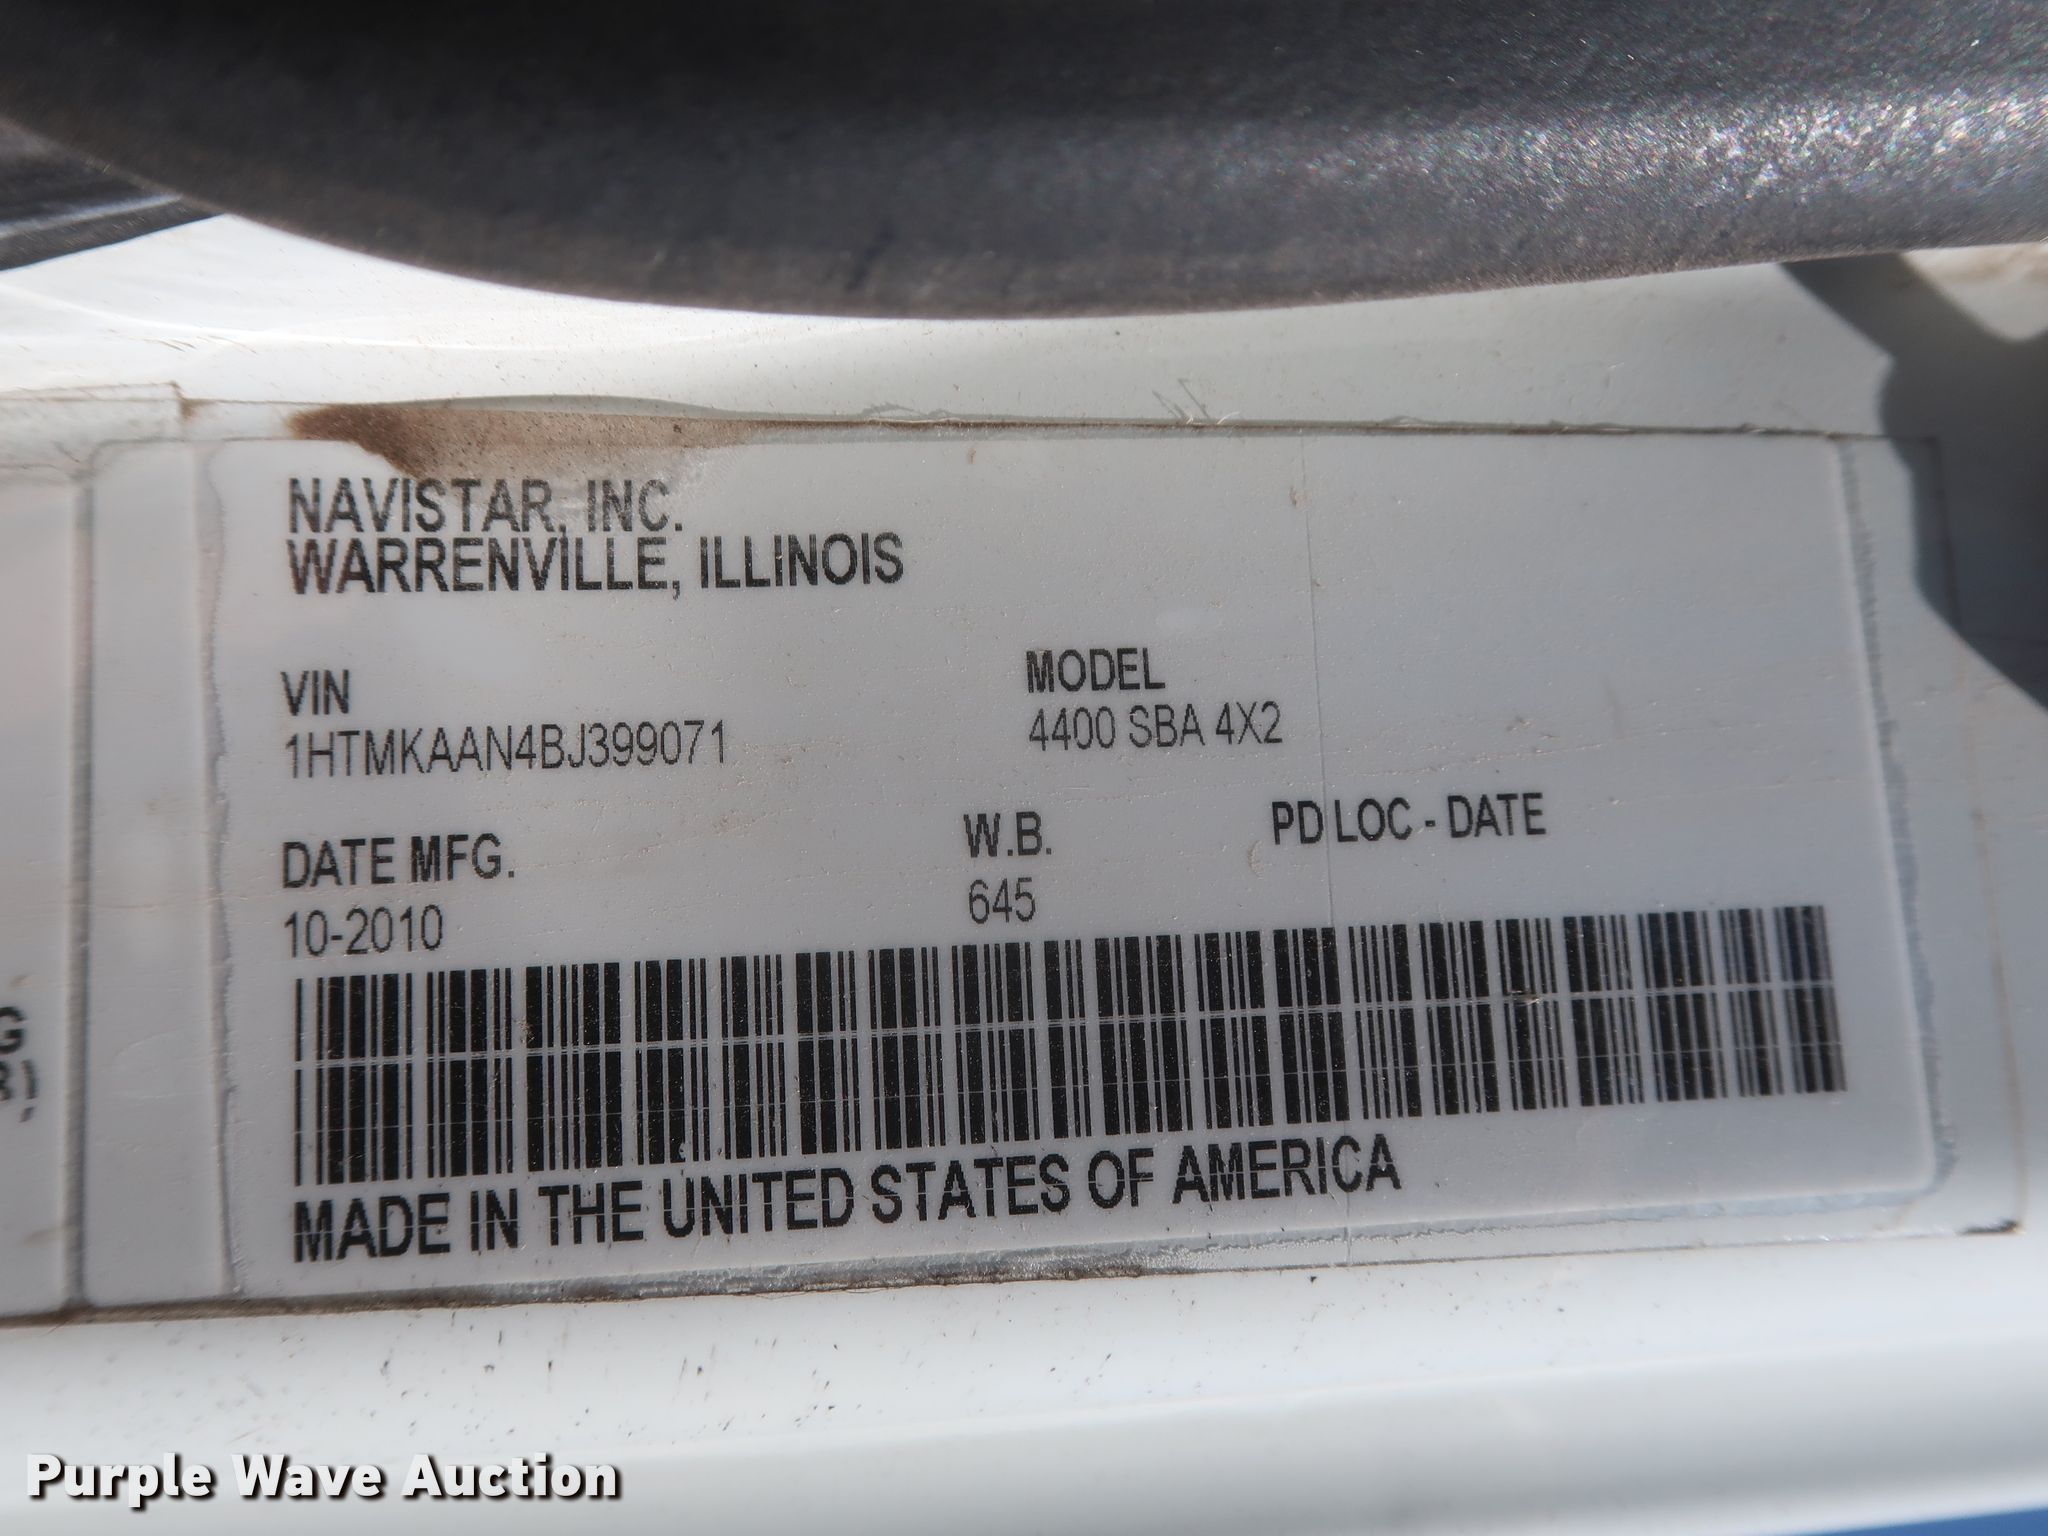 NAVISTAR, INC.
WARRENVILLE, ILLINOIS
VIN
1HTMKAAN4BJ399071
MODEL
4400 SBA 4X2
DATE MFG.
10-2010
W.B.
645
PD LOC - DATE
MADE IN THE UNITED STATES OF AMERICA
Purple Wave Auction